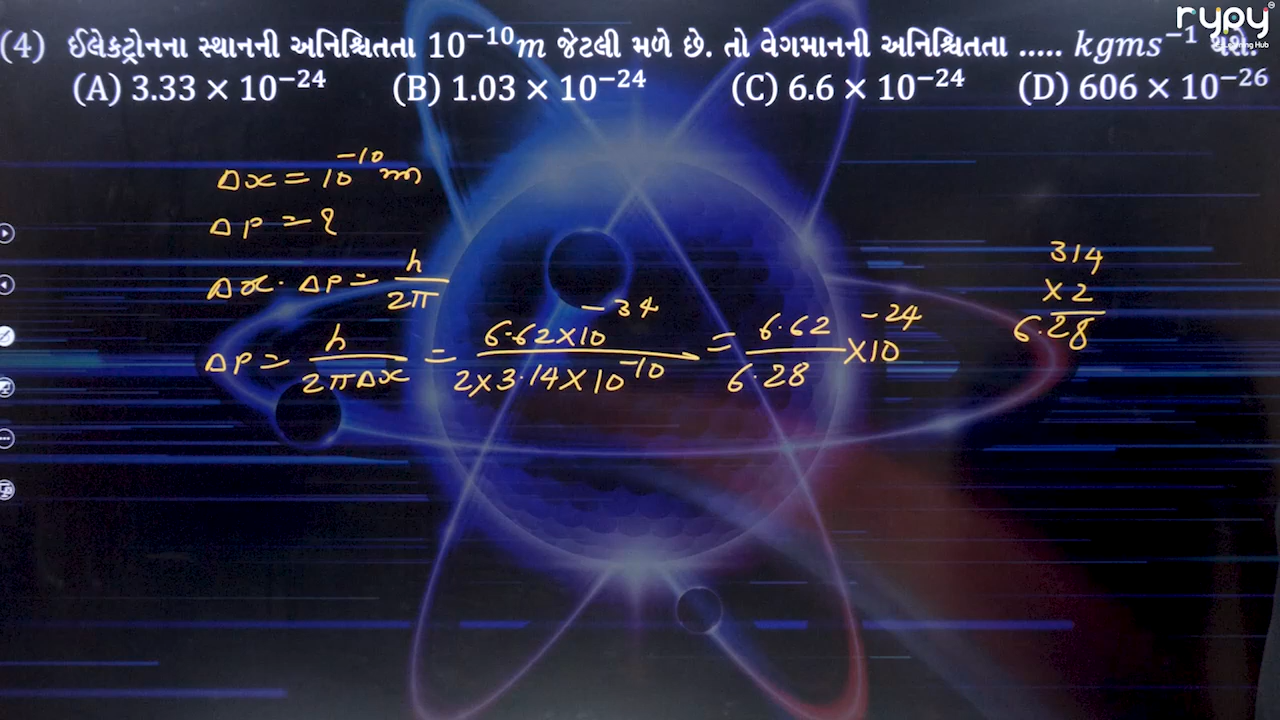 rypy
Learning Hub
(4) ઈલેક્ટ્રોનના સ્થાનની અનિશ્ચિતતા 10⁻¹⁰m જેટલી મળે છે. તો વેગમાનની અનિશ્ચિતતા ..... kgms⁻¹ થશે.
(A) 3.33 × 10⁻²⁴ (B) 1.03 × 10⁻²⁴ (C) 6.6 × 10⁻²⁴ (D) 606 × 10⁻²⁶
Δx = 10⁻¹⁰ m
Δp = ?
Δx · Δp = h / 2π
Δp = h / 2πΔx = 6.62×10⁻³⁴ / 2×3.14×10⁻¹⁰ = 6.62 / 6.28 ×10⁻²⁴
314
×2
6.28